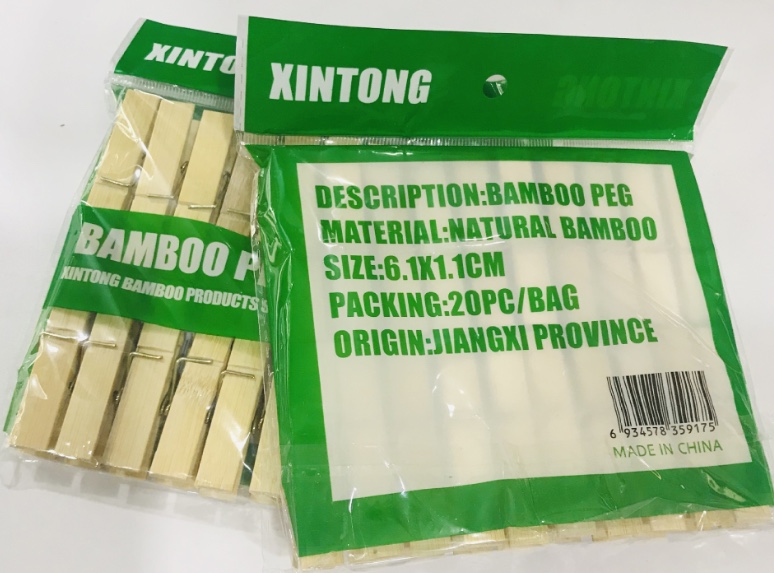 XINTO
BAMBOO P
XINTONG BAMBOO PRODUCTS
XINTONG
XINTONG
DESCRIPTION:BAMBOO PEG
MATERIAL:NATURAL BAMBOO
SIZE:6.1X1.1CM
PACKING:20PC/BAG
ORIGIN:JIANGXI PROVINCE
6 934578 359175
MADE IN CHINA